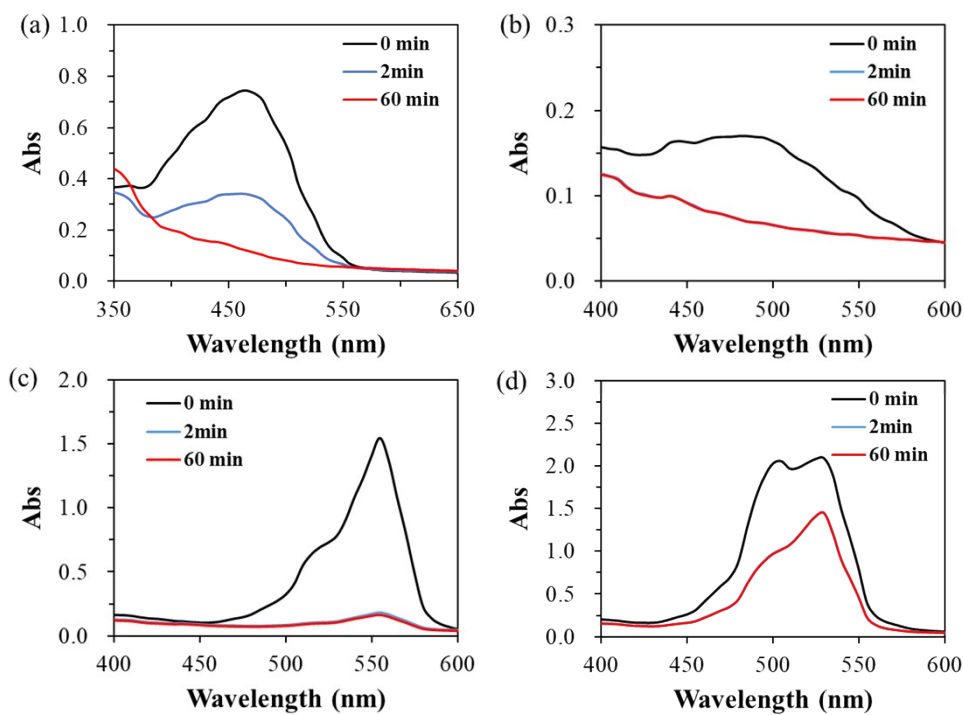 (a)
1.0
0.8
0.6
0.4
0.2
0.0
Abs
0 min
2min
60 min
350
450
550
650
Wavelength (nm)
(b)
0.3
0.2
0.1
0.0
Abs
0 min
2min
60 min
400
450
500
550
600
Wavelength (nm)
(c)
2.0
1.5
1.0
0.5
0.0
Abs
0 min
2min
60 min
400
450
500
550
600
Wavelength (nm)
(d)
3.0
2.5
2.0
1.5
1.0
0.5
0.0
Abs
0 min
2min
60 min
400
450
500
550
600
Wavelength (nm)